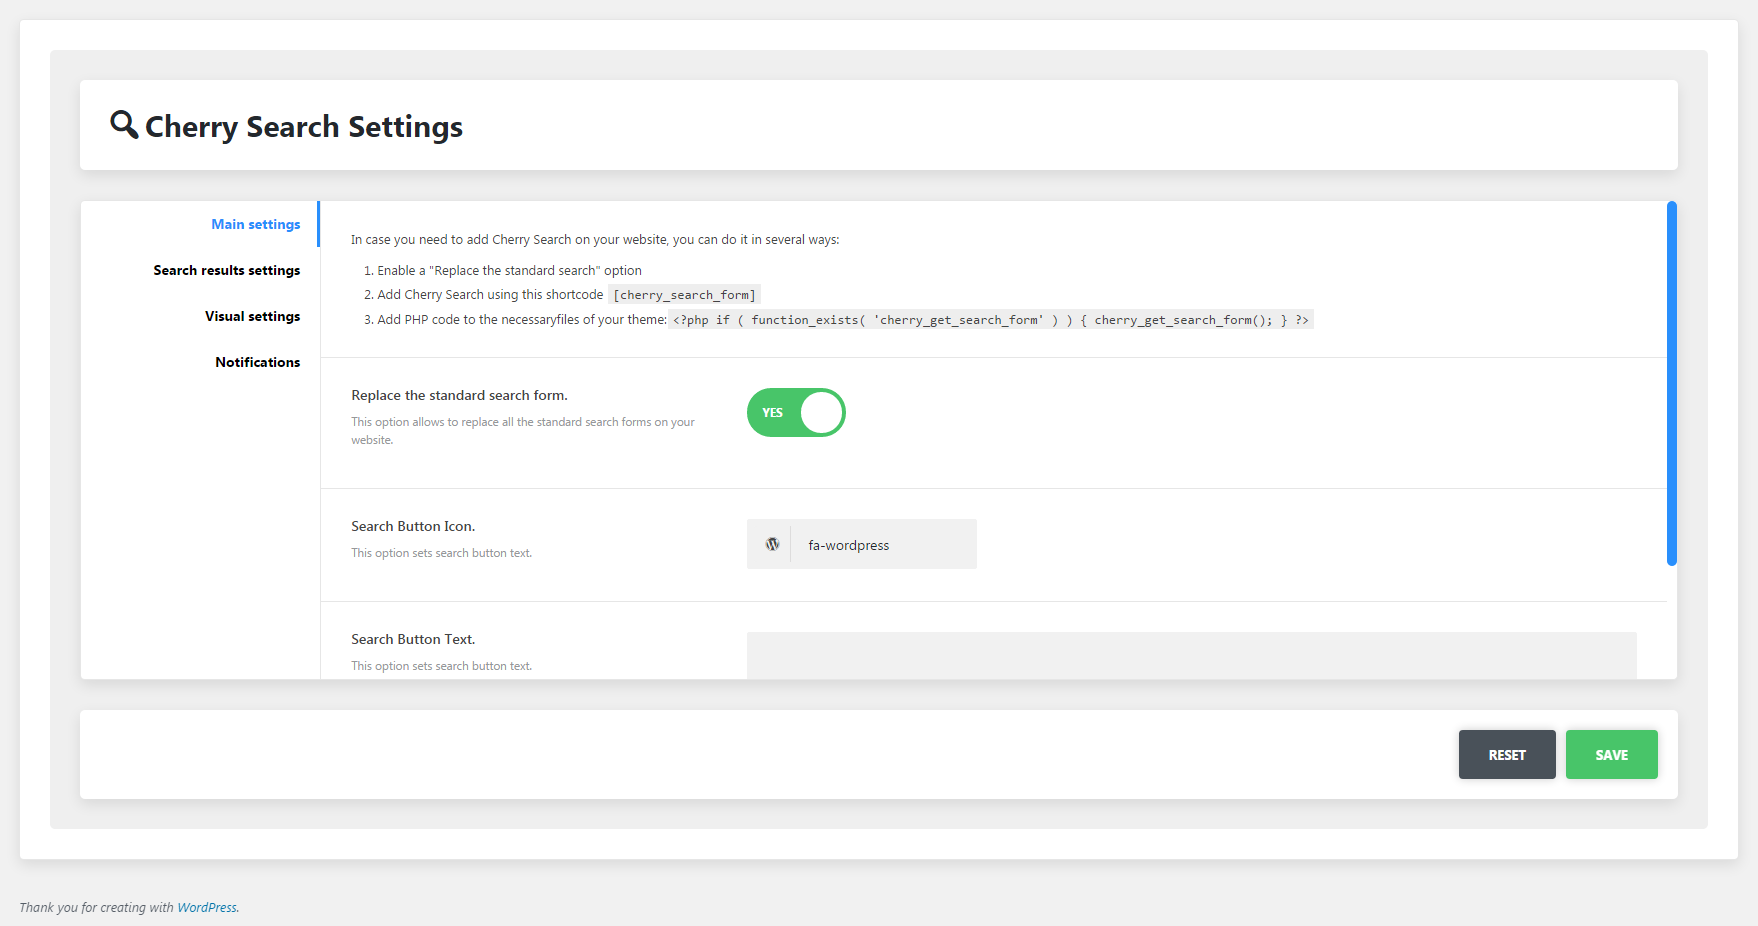 Cherry Search Settings
Main settings
Search results settings
Visual settings
Notifications
In case you need to add Cherry Search on your website, you can do it in several ways:
1. Enable a "Replace the standard search" option
2. Add Cherry Search using this shortcode [cherry_search_form]
3. Add PHP code to the necessaryfiles of your theme: <?php if ( function_exists( 'cherry_get_search_form' ) ) { cherry_get_search_form(); } ?>
Replace the standard search form.
This option allows to replace all the standard search forms on your
website.
YES
Search Button Icon.
This option sets search button text.
fa-wordpress
Search Button Text.
This option sets search button text.
RESET
SAVE
Thank you for creating with WordPress.